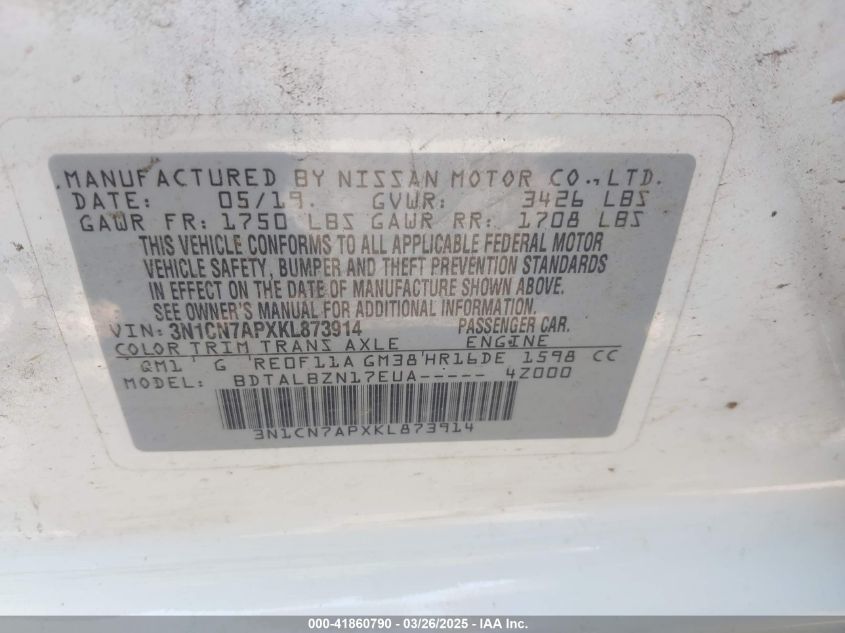 MANUFACTURED BY NISSAN MOTOR CO.,LTD.
DATE: 05/19. GVWR: 3426 LBS
GAWR FR: 1750 LBS GAWR RR: 1708 LBS
THIS VEHICLE CONFORMS TO ALL APPLICABLE FEDERAL MOTOR
VEHICLE SAFETY, BUMPER AND THEFT PREVENTION STANDARDS
IN EFFECT ON THE DATE OF MANUFACTURE SHOWN ABOVE.
SEE OWNER'S MANUAL FOR ADDITIONAL INFORMATION.
VIN: 3N1CN7APXKL873914 PASSENGER CAR.
COLOR TRIM TRANS AXLE ENGINE
QM1 G RE0F11A GM38 HR16DE 1598 CC
MODEL: BDTALBZN17EUA----- 4Z000
3N1CN7APXKL873914
000-41860790 - 03/26/2025 - IAA Inc.